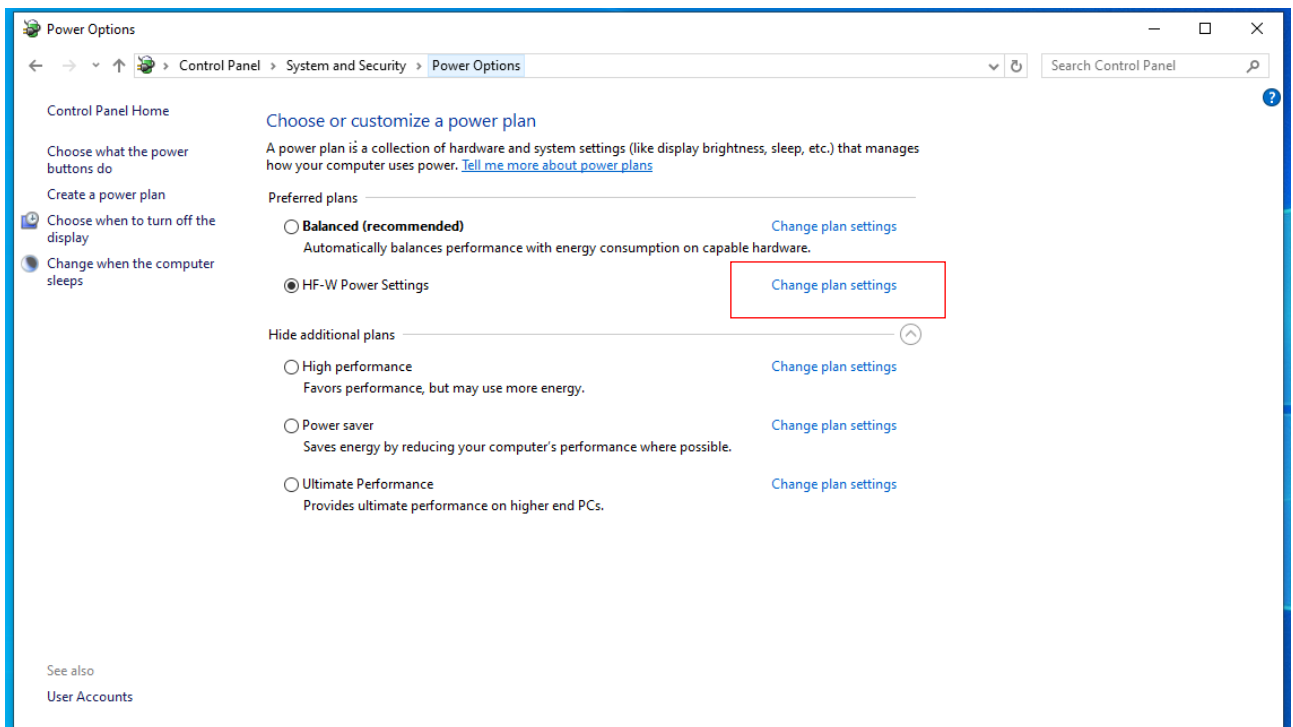 Power Options
Control Panel › System and Security › Power Options
Search Control Panel
?
Control Panel Home
Choose what the power
buttons do
Create a power plan
Choose when to turn off the
display
Change when the computer
sleeps
Choose or customize a power plan
A power plan is a collection of hardware and system settings (like display brightness, sleep, etc.) that manages
how your computer uses power. Tell me more about power plans
Preferred plans
Balanced (recommended) Change plan settings
Automatically balances performance with energy consumption on capable hardware.
HF-W Power Settings Change plan settings
Hide additional plans
High performance Change plan settings
Favors performance, but may use more energy.
Power saver Change plan settings
Saves energy by reducing your computer's performance where possible.
Ultimate Performance Change plan settings
Provides ultimate performance on higher end PCs.
See also
User Accounts